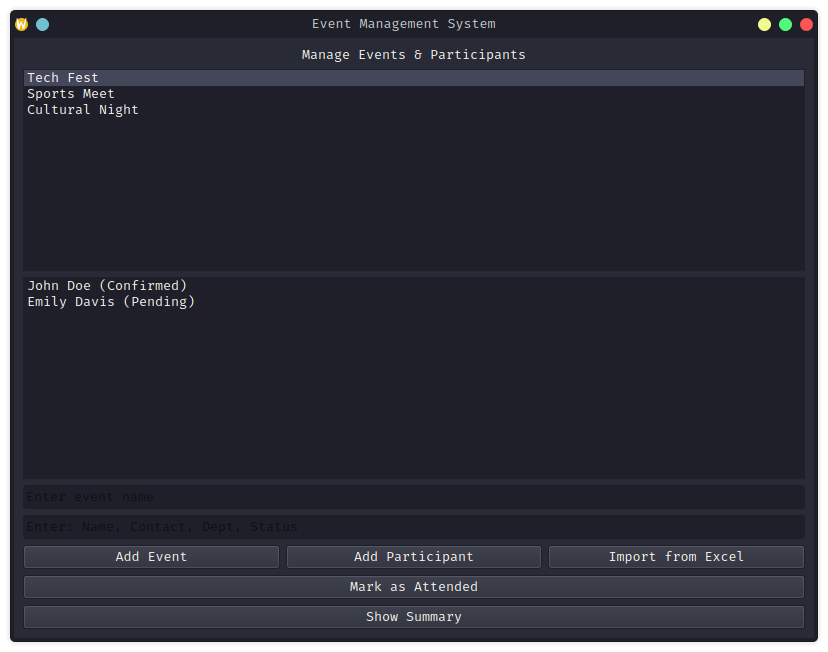 Event Management System
Manage Events & Participants
Tech Fest
Sports Meet
Cultural Night
John Doe (Confirmed)
Emily Davis (Pending)
Enter event name
Enter: Name, Contact, Dept, Status
Add Event Add Participant Import from Excel
Mark as Attended
Show Summary